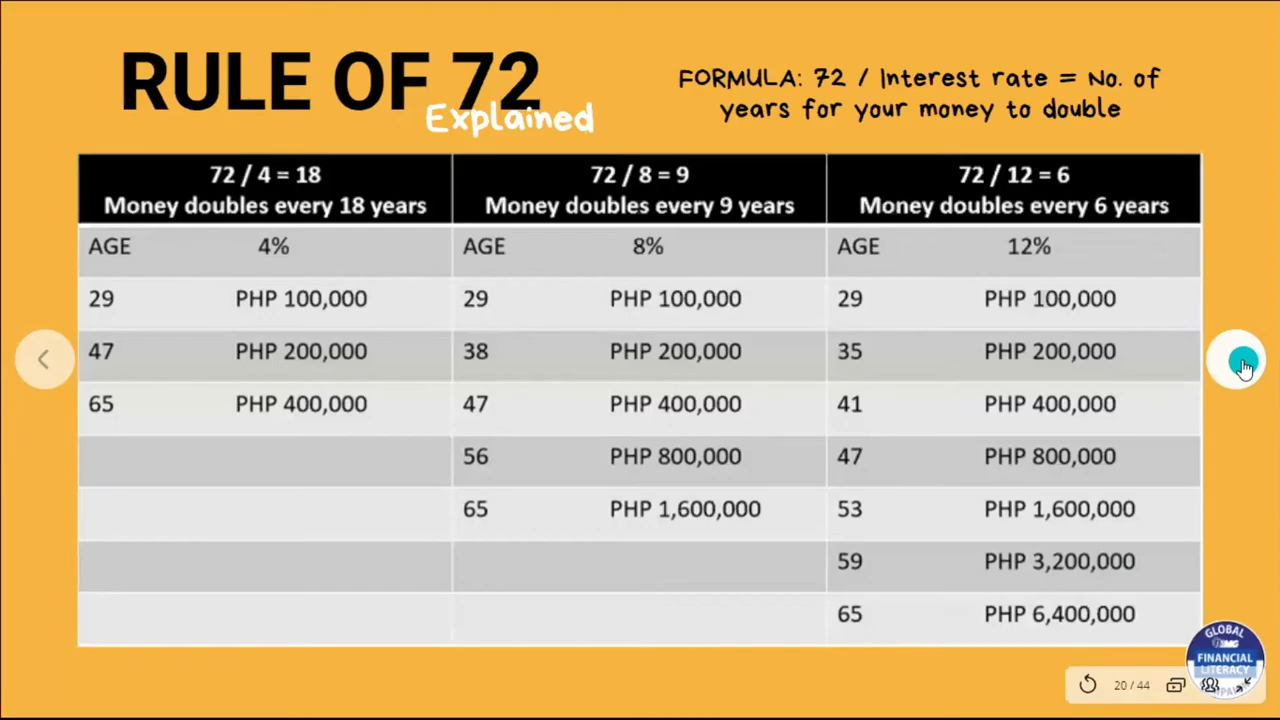 RULE OF 72
Explained
FORMULA: 72 / Interest rate = No. of
years for your money to double
72 / 4 = 18
Money doubles every 18 years
72 / 8 = 9
Money doubles every 9 years
72 / 12 = 6
Money doubles every 6 years
AGE 4% AGE 8% AGE 12%
29 PHP 100,000 29 PHP 100,000 29 PHP 100,000
47 PHP 200,000 38 PHP 200,000 35 PHP 200,000
65 PHP 400,000 47 PHP 400,000 41 PHP 400,000
56 PHP 800,000 47 PHP 800,000
65 PHP 1,600,000 53 PHP 1,600,000
59 PHP 3,200,000
65 PHP 6,400,000
GLOBAL
FINANCIAL
LITERACY
20 / 44